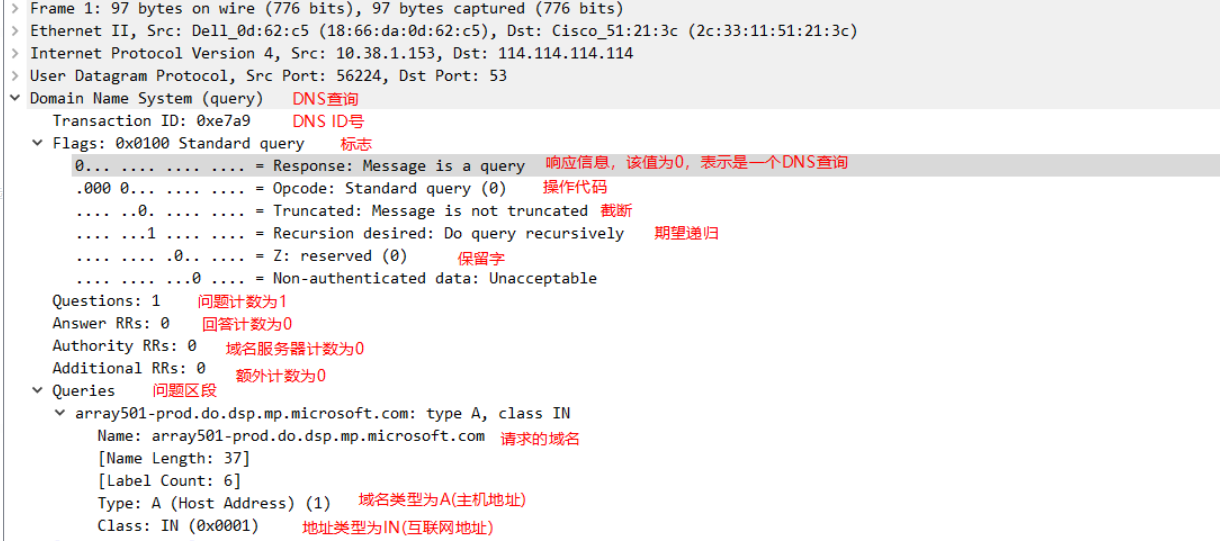 Frame 1: 97 bytes on wire (776 bits), 97 bytes captured (776 bits)
Ethernet II, Src: Dell_0d:62:c5 (18:66:da:0d:62:c5), Dst: Cisco_51:21:3c (2c:33:11:51:21:3c)
Internet Protocol Version 4, Src: 10.38.1.153, Dst: 114.114.114.114
User Datagram Protocol, Src Port: 56224, Dst Port: 53
Domain Name System (query) DNS查询
Transaction ID: 0xe7a9 DNS ID号
Flags: 0x0100 Standard query 标志
0... .... .... .... = Response: Message is a query 响应信息，该值为0，表示是一个DNS查询
.000 0... .... .... = Opcode: Standard query (0) 操作代码
.... ..0. .... .... = Truncated: Message is not truncated 截断
.... ...1 .... .... = Recursion desired: Do query recursively 期望递归
.... .... .0.. .... = Z: reserved (0) 保留字
.... .... ...0 .... = Non-authenticated data: Unacceptable
Questions: 1 问题计数为1
Answer RRs: 0 回答计数为0
Authority RRs: 0 域名服务器计数为0
Additional RRs: 0 额外计数为0
Queries 问题区段
array501-prod.do.dsp.mp.microsoft.com: type A, class IN
Name: array501-prod.do.dsp.mp.microsoft.com 请求的域名
[Name Length: 37]
[Label Count: 6]
Type: A (Host Address) (1) 域名类型为A(主机地址)
Class: IN (0x0001) 地址类型为IN(互联网地址)